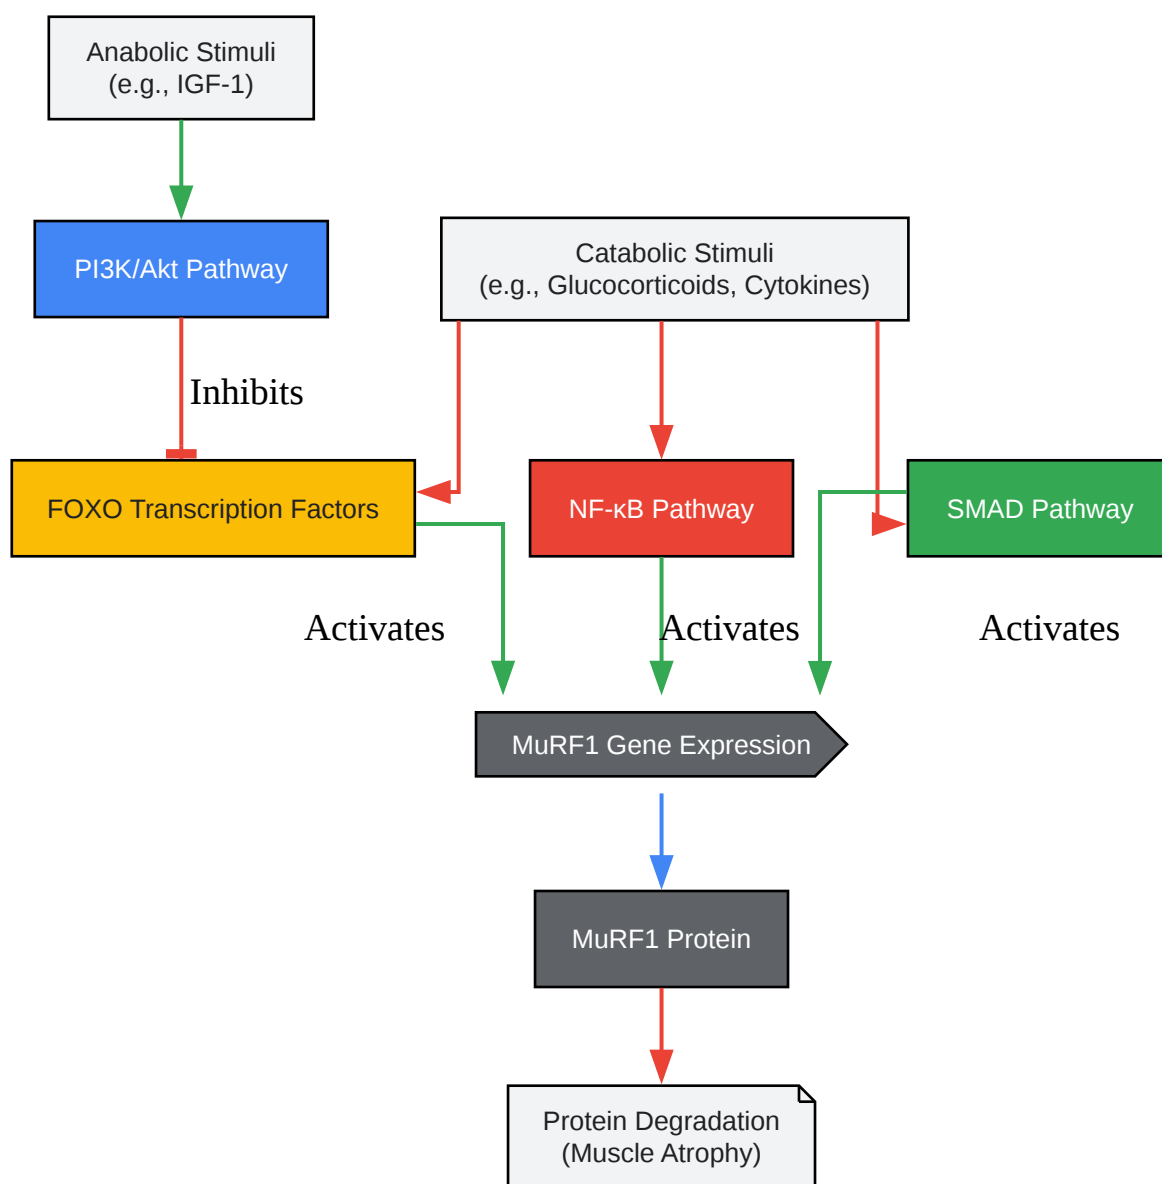 Anabolic Stimuli
(e.g., IGF-1)
PI3K/Akt Pathway
Catabolic Stimuli
(e.g., Glucocorticoids, Cytokines)
Inhibits
FOXO Transcription Factors
NF-κB Pathway
SMAD Pathway
Activates
Activates
Activates
MuRF1 Gene Expression
MuRF1 Protein
Protein Degradation
(Muscle Atrophy)